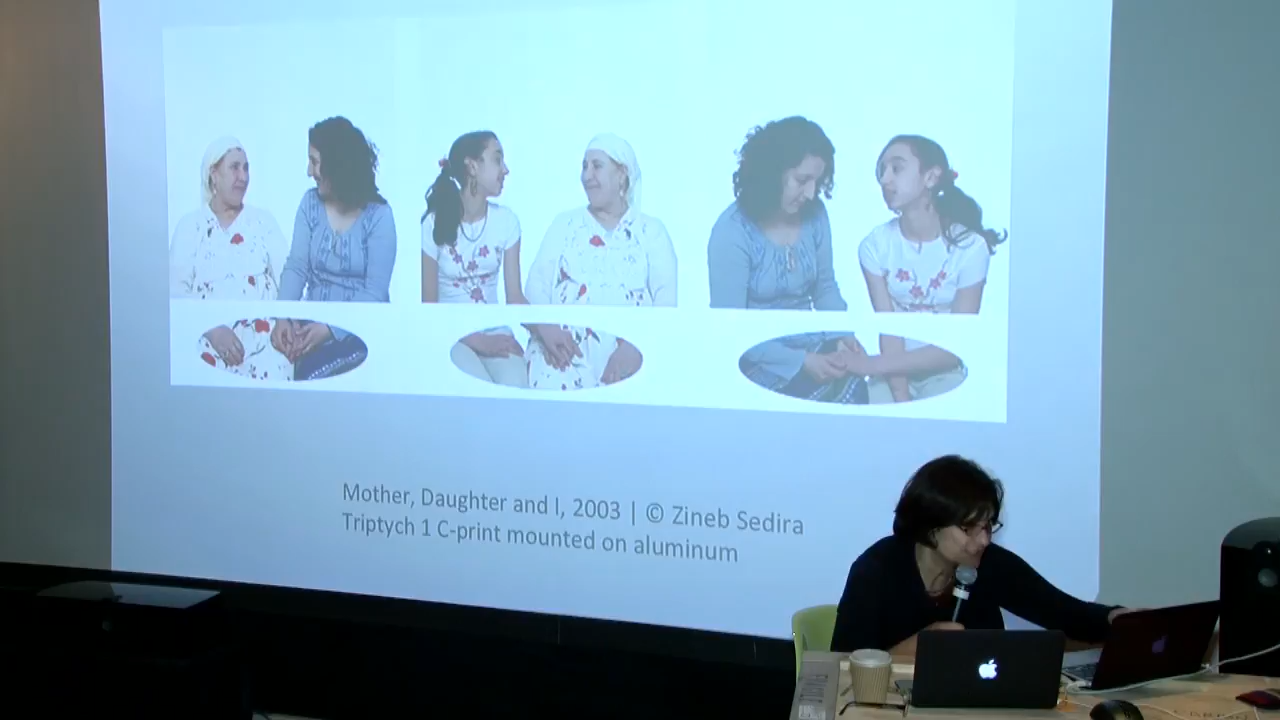 Mother, Daughter and I, 2003 | © Zineb Sedira
Triptych 1 C-print mounted on aluminum